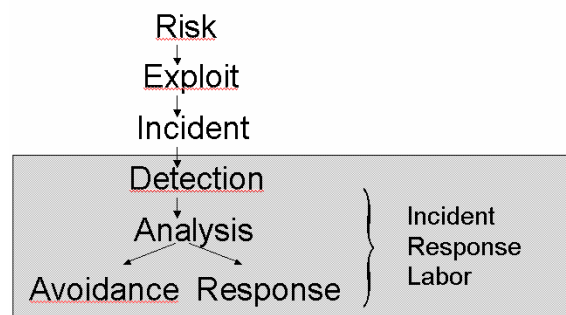 Risk
Exploit
Incident
Detection
Analysis
Avoidance Response
Incident
Response
Labor